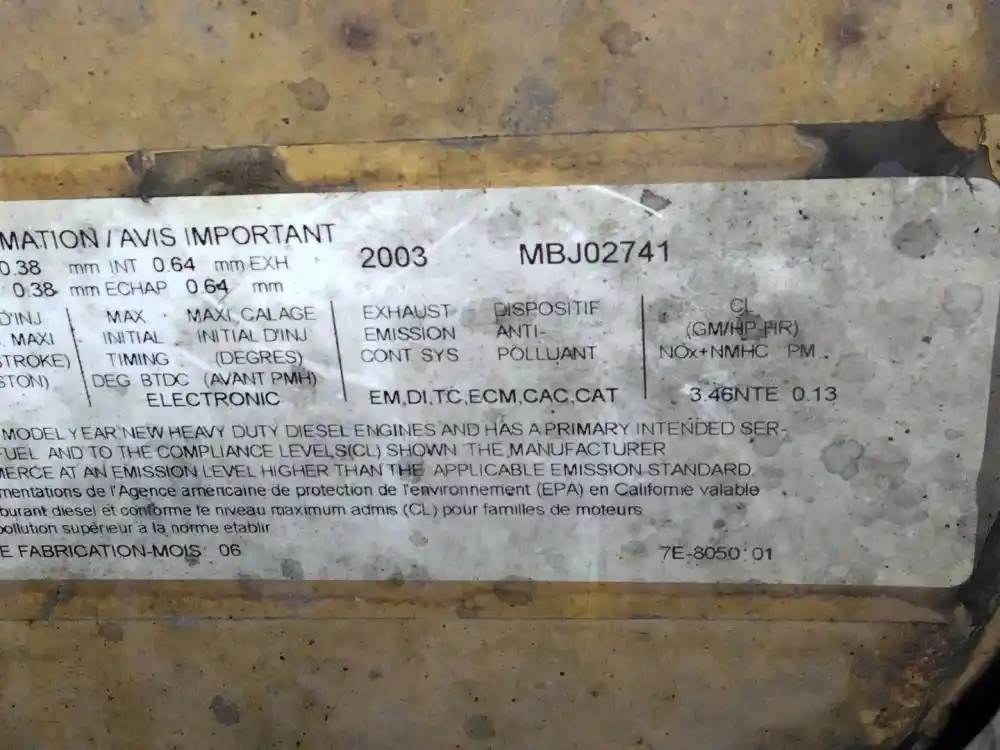 MATION / AVIS IMPORTANT
2003 MBJ02741
0.38 mm INT 0.64 mm EXH
0.38 mm ECHAP 0.64 mm
D'INJ MAX MAXI, CALAGE EXHAUST DISPOSITIF CL
MAXI INITIAL INITIAL D'INJ EMISSION ANTI- (GM/HP-HR)
STROKE) TIMING (DEGRES) CONT SYS POLLUANT NOx+NMHC PM
STON) DEG BTDC (AVANT PMH)
ELECTRONIC EM,DI,TC,ECM,CAC,CAT 3.46NTE 0.13
MODEL YEAR NEW HEAVY DUTY DIESEL ENGINES AND HAS A PRIMARY INTENDED SER-
FUEL AND TO THE COMPLIANCE LEVELS(CL) SHOWN THE MANUFACTURER
MERCE AT AN EMISSION LEVEL HIGHER THAN THE APPLICABLE EMISSION STANDARD
mentations de l'Agence americaine de protection de l'environnement (EPA) en Californie valable
burant diesel et conforme le niveau maximum admis (CL) pour familles de moteurs
pollution superieur a la norme etablir
E FABRICATION-MOIS: 06 7E-8050 01